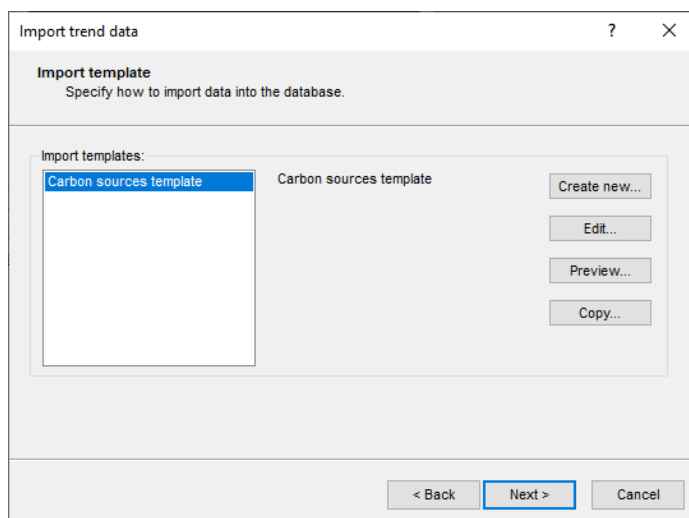 Import trend data
Import template
Specify how to import data into the database.
Import templates:
Carbon sources template
Carbon sources template
Create new...
Edit...
Preview...
Copy...
< Back
Next >
Cancel